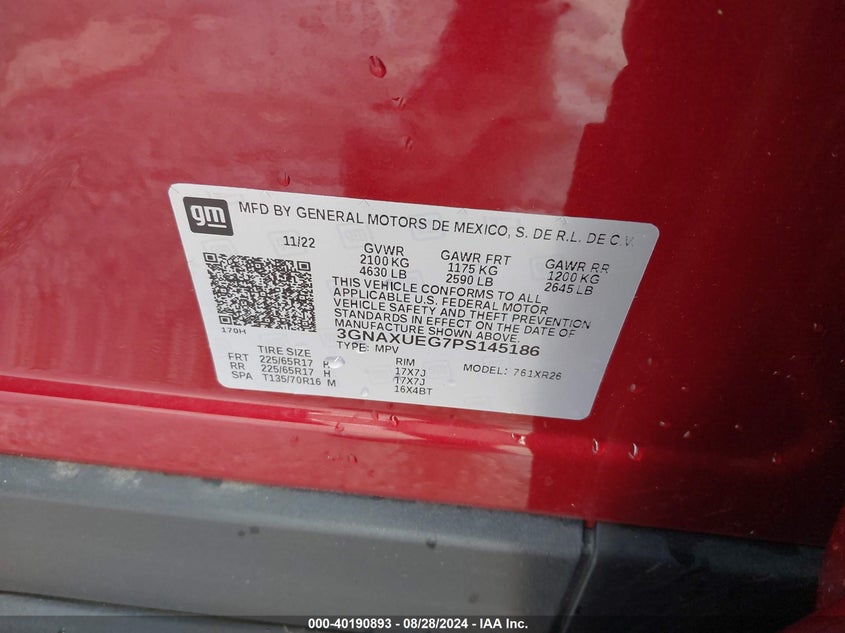 gm MFD BY GENERAL MOTORS DE MEXICO, S. DE R.L. DE C.V.
11/22 GVWR GAWR FRT GAWR RR
2100 KG 1175 KG 1200 KG
4630 LB 2590 LB 2645 LB
THIS VEHICLE CONFORMS TO ALL
APPLICABLE U.S. FEDERAL MOTOR
VEHICLE SAFETY AND THEFT PREVENTION
STANDARDS IN EFFECT ON THE DATE OF
MANUFACTURE SHOWN ABOVE.
170H
3GNAXUEG7PS145186
TYPE: MPV MODEL: 761XR26
TIRE SIZE RIM
FRT 225/65R17 H 17X7J
RR 225/65R17 H 17X7J
SPA T135/70R16 M 16X4BT
000-40190893 / 08/28/2024 / IAA Inc.